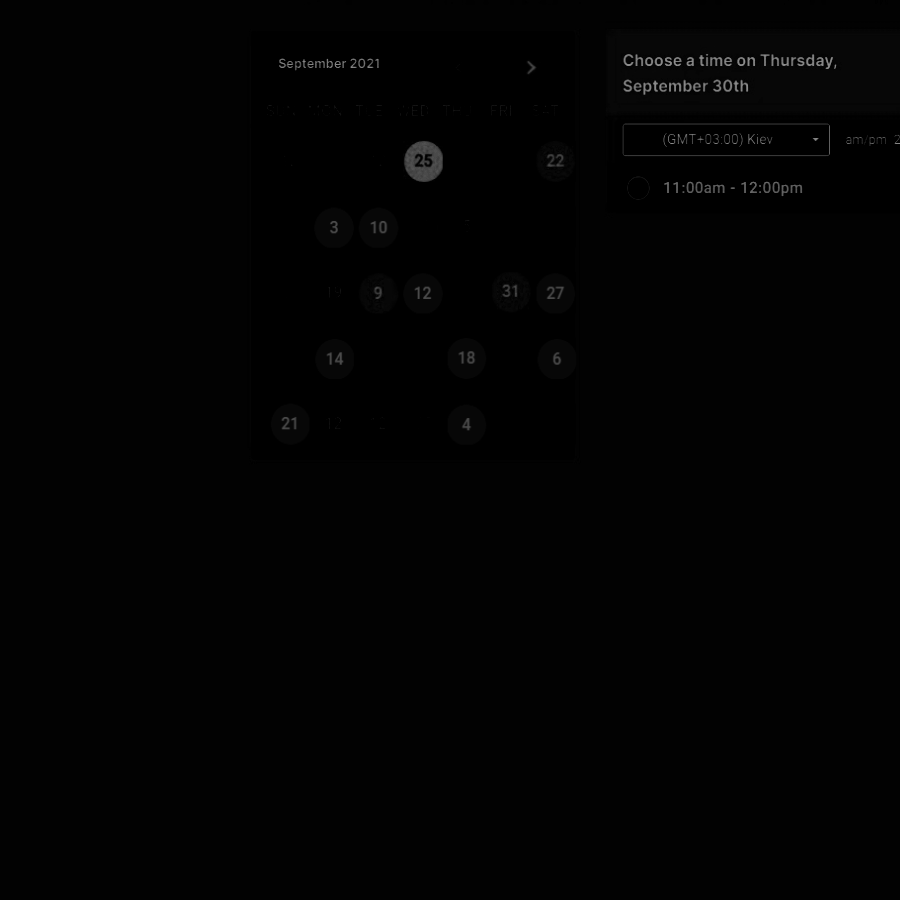 September 2021
SUN MON TUE WED THU FRI SAT
25 22
3 10
9 12 31 27
14 18 6
21 4
Choose a time on Thursday,
September 30th
(GMT+03:00) Kiev am/pm
11:00am - 12:00pm